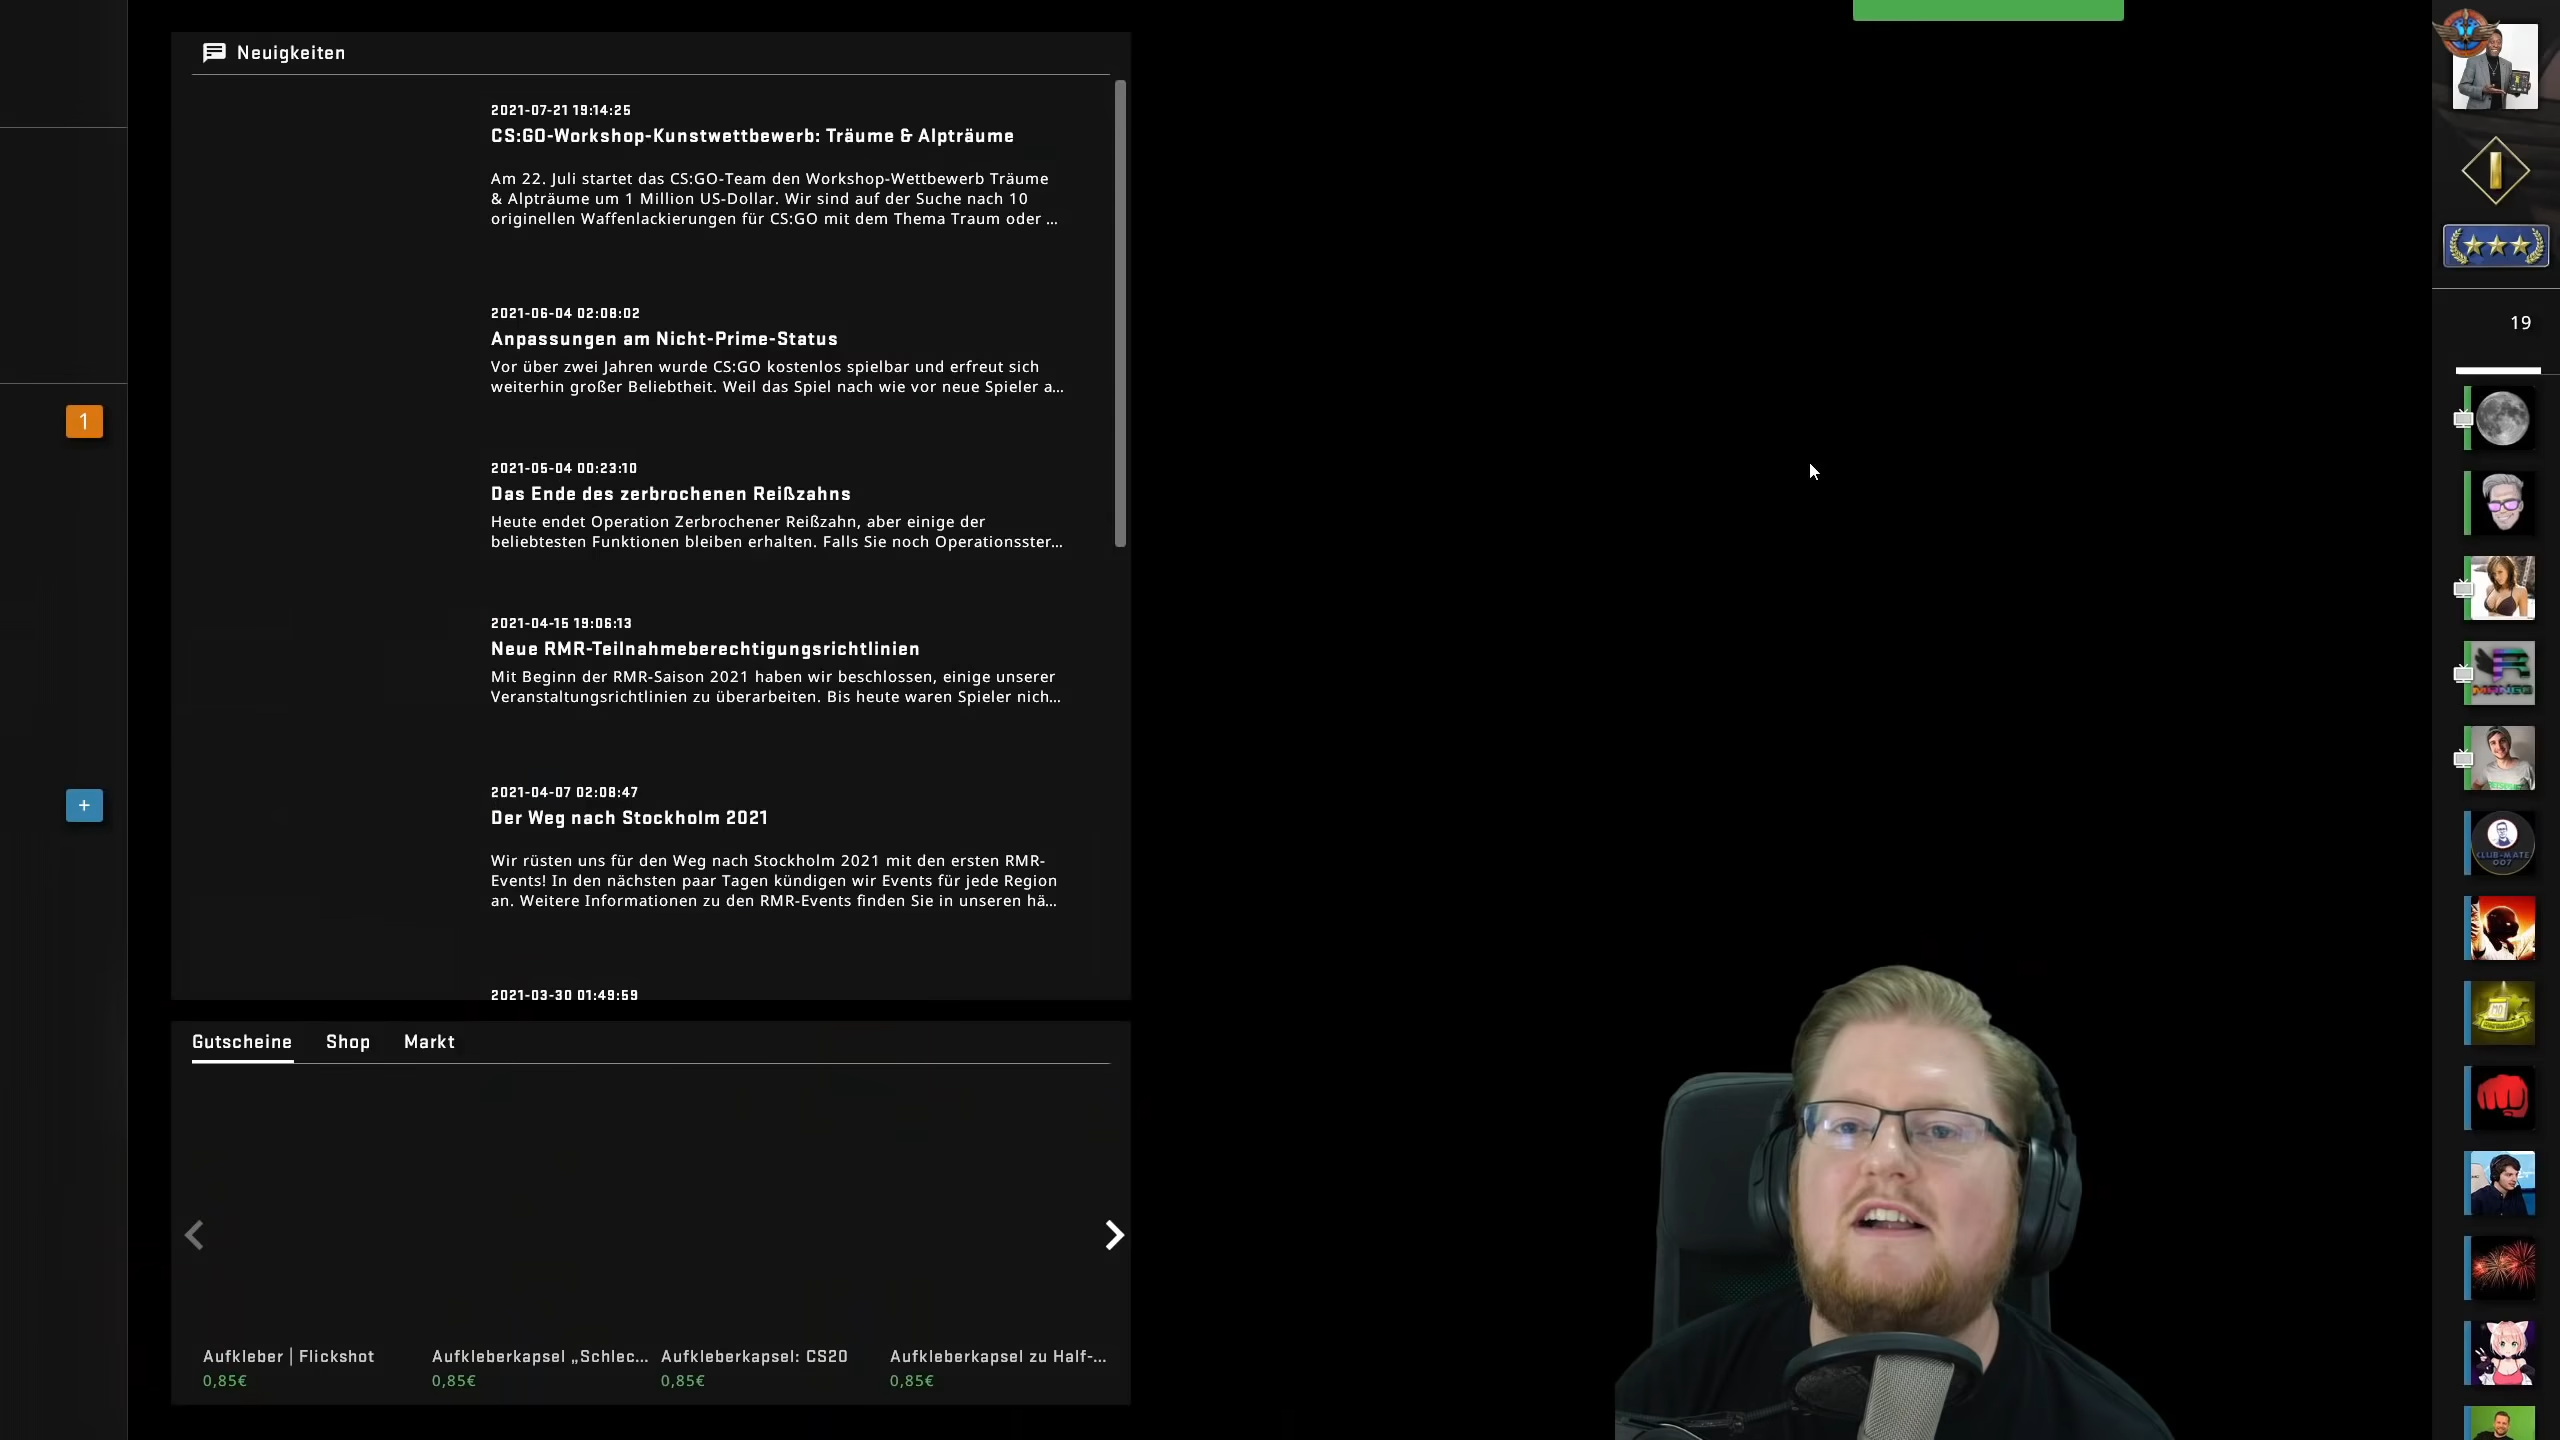 Neuigkeiten
2021-07-21 19:14:25
CS:GO-Workshop-Kunstwettbewerb: Träume & Alpträume
Am 22. Juli startet das CS:GO-Team den Workshop-Wettbewerb Träume
& Alpträume um 1 Million US-Dollar. Wir sind auf der Suche nach 10
originellen Waffenlackierungen für CS:GO mit dem Thema Traum oder ...
2021-06-04 02:08:02
Anpassungen am Nicht-Prime-Status
Vor über zwei Jahren wurde CS:GO kostenlos spielbar und erfreut sich
weiterhin großer Beliebtheit. Weil das Spiel nach wie vor neue Spieler a...
2021-05-04 00:23:10
Das Ende des zerbrochenen Reißzahns
Heute endet Operation Zerbrochener Reißzahn, aber einige der
beliebtesten Funktionen bleiben erhalten. Falls Sie noch Operationsster...
2021-04-15 19:06:13
Neue RMR-Teilnahmeberechtigungsrichtlinien
Mit Beginn der RMR-Saison 2021 haben wir beschlossen, einige unserer
Veranstaltungsrichtlinien zu überarbeiten. Bis heute waren Spieler nich...
2021-04-07 02:08:47
Der Weg nach Stockholm 2021
Wir rüsten uns für den Weg nach Stockholm 2021 mit den ersten RMR-
Events! In den nächsten paar Tagen kündigen wir Events für jede Region
an. Weitere Informationen zu den RMR-Events finden Sie in unseren hä...
2021-03-30 01:49:59
1
+
Gutscheine Shop Markt
Aufkleber | Flickshot
0,85€
Aufkleberkapsel „Schlec...
0,85€
Aufkleberkapsel: CS20
0,85€
Aufkleberkapsel zu Half-...
0,85€
19
CLUB-MATE
007